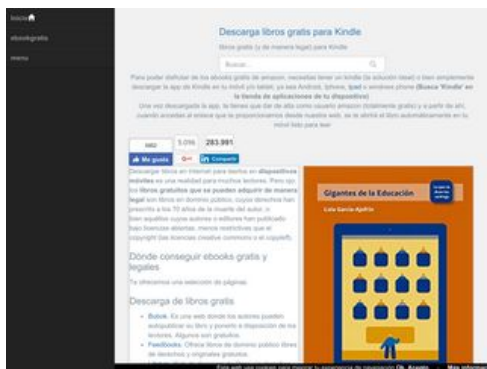 Inicio
ebookgratis
menu
Descarga libros gratis para Kindle
libros gratis (y de manera legal) para Kindle
Buscar...
Para poder disfrutar de los ebooks gratis de amazon, necesitas tener un kindle (la solución ideal) o bien simplemente
descargar la app de Kindle en tu móvil y/o tablet, ya sea Android, Iphone, Ipad o windows phone (Busca 'Kindle' en
la tienda de aplicaciones de tu dispositivo)
Una vez descargada la app, la tienes que dar de alta como usuario amazon (totalmente gratis) y a partir de ahí,
cuando accedas al enlace que te proporcionamos desde nuestra web, se te abrirá el libro automáticamente en tu
móvil listo para leer
5.096
283.991
Me gusta
G+
in Compartir
Descargar libros en Internet para leerlos en dispositivos
móviles es una realidad para muchos lectores. Pero ojo,
los libros gratuitos que se pueden adquirir de manera
legal son libros en dominio público, cuyos derechos han
prescrito a los 70 años de la muerte del autor, o
bien aquellos cuyos autores o editores han publicado
bajo licencias abiertas, menos restrictivas que el
copyright (las licencias creative commons o el copyleft).
Dónde conseguir ebooks gratis y
legales
Te ofrecemos una selección de páginas.
Descarga de libros gratis
Bubok. Es una web donde los autores pueden
autopublicar su libro y ponerlo a disposición de los
lectores. Algunos son gratuitos.
Feedbooks. Ofrece libros de dominio público libres
de derechos y originales gratuitos.
Gigantes de la Educación
Lola García-Ajofrín
Esta web usa cookies para mejorar tu experiencia de navegación Ok, Acepto
Mas informac